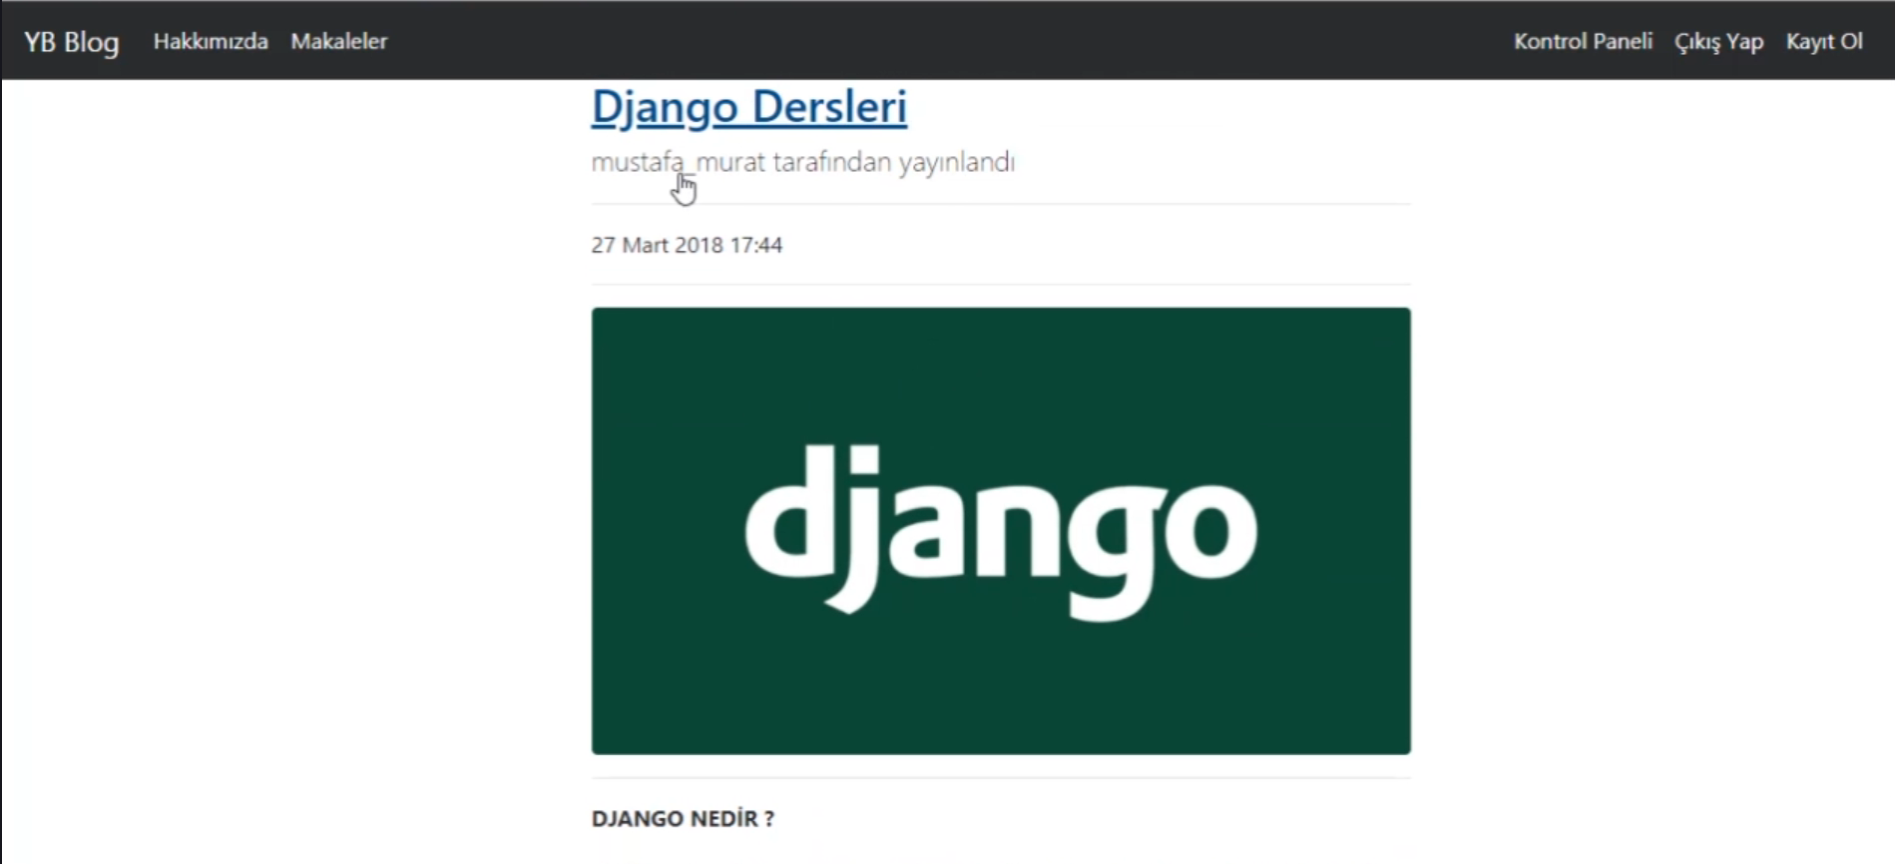 YB Blog Hakkımızda Makaleler Kontrol Paneli Çıkış Yap Kayıt Ol
Django Dersleri
mustafa_murat tarafından yayınlandı
27 Mart 2018 17:44
django
DJANGO NEDİR ?